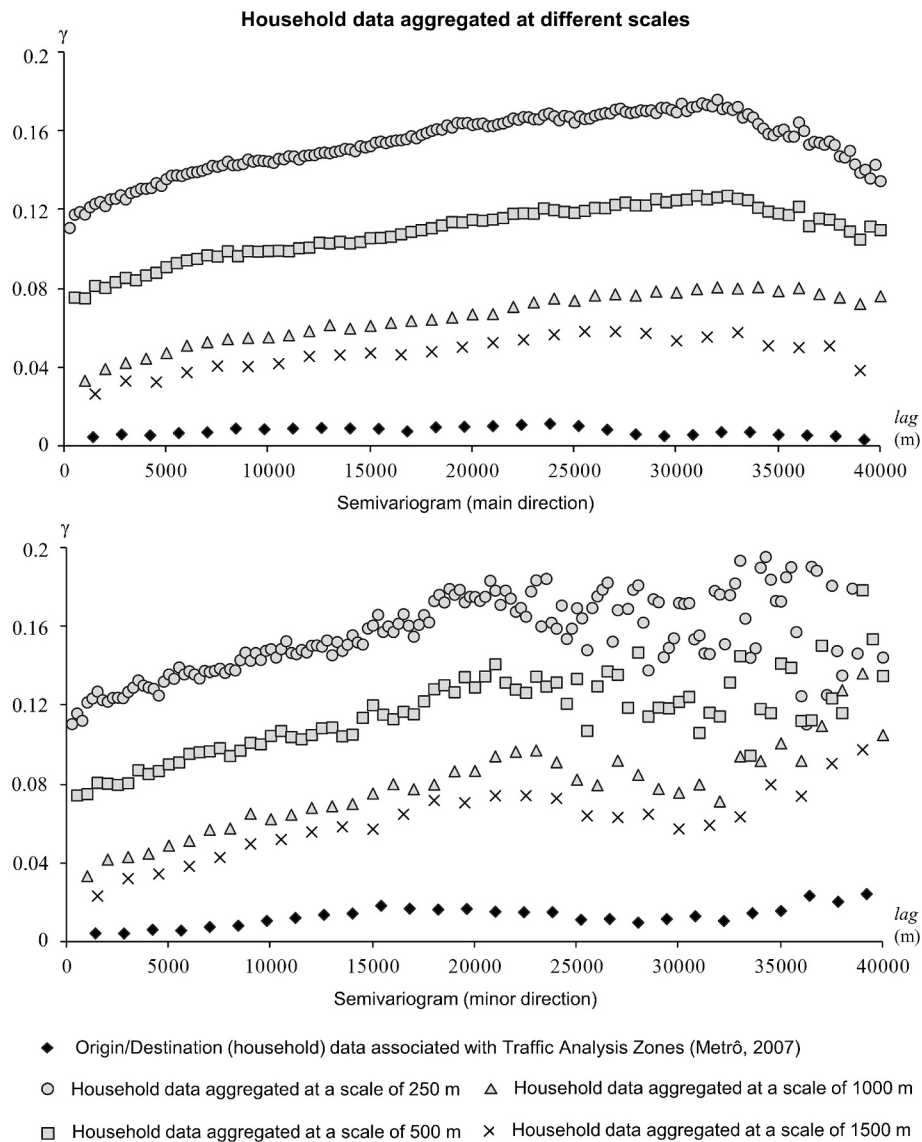 Household data aggregated at different scales
γ
0.2
0.16
0.12
0.08
0.04
0
lag
(m)
0 5000 10000 15000 20000 25000 30000 35000 40000
Semivariogram (main direction)
γ
0.2
0.16
0.12
0.08
0.04
0
lag
(m)
0 5000 10000 15000 20000 25000 30000 35000 40000
Semivariogram (minor direction)
Origin/Destination (household) data associated with Traffic Analysis Zones (Metrô, 2007)
Household data aggregated at a scale of 250 m Household data aggregated at a scale of 1000 m
Household data aggregated at a scale of 500 m Household data aggregated at a scale of 1500 m